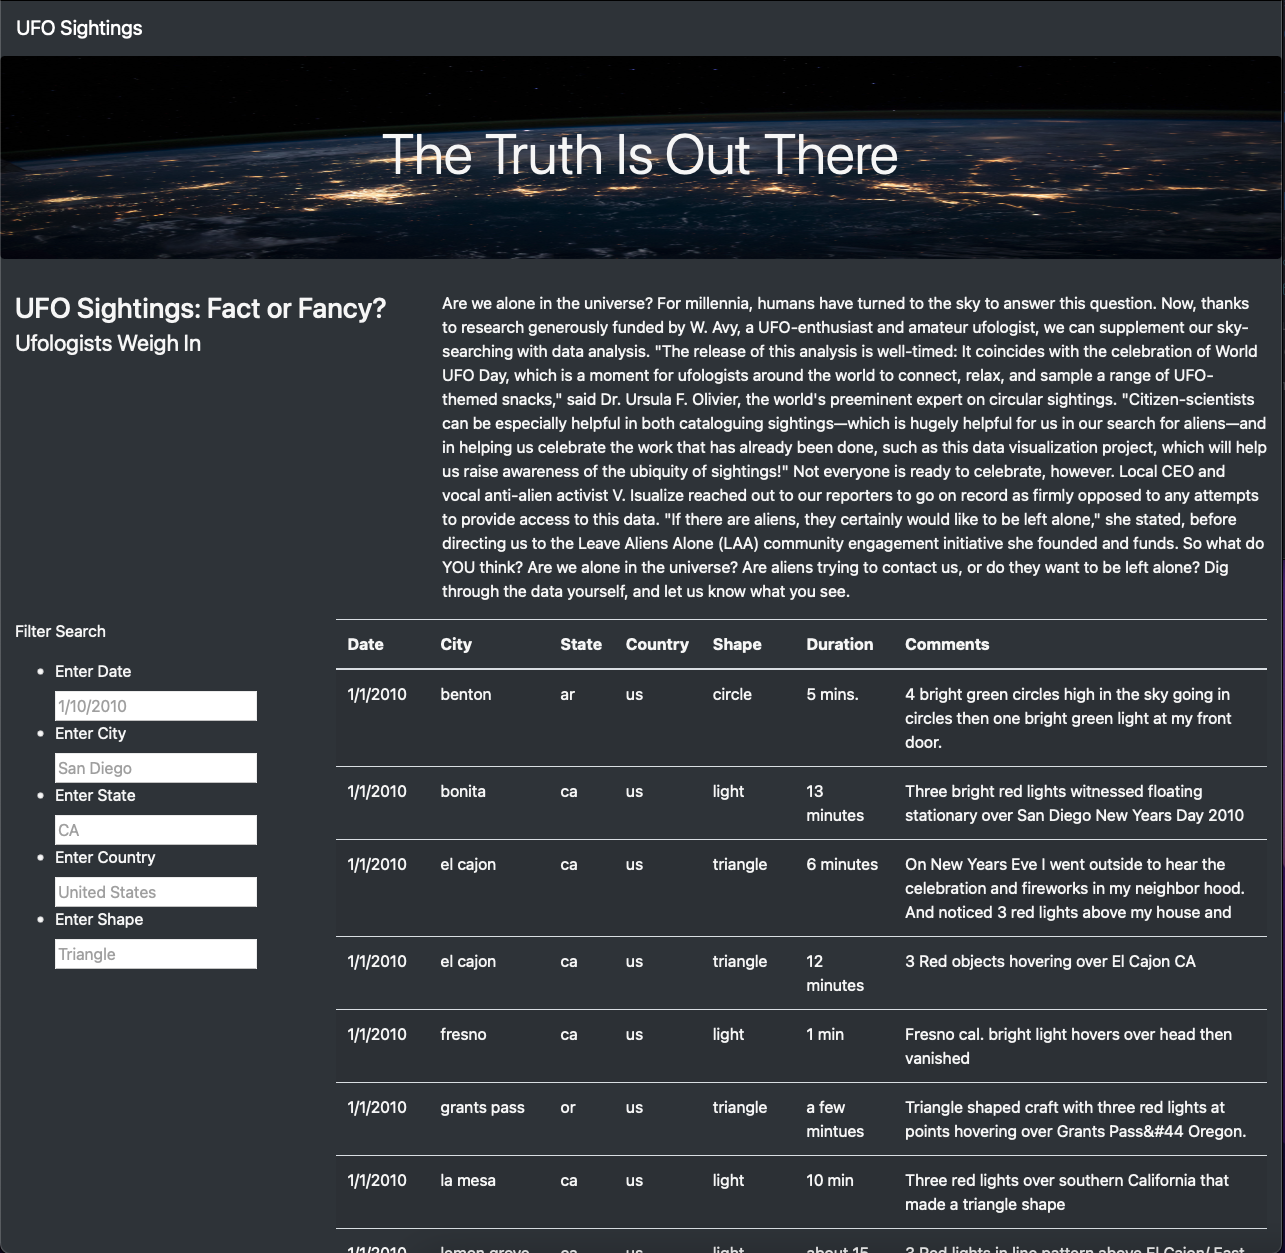 UFO Sightings
The Truth Is Out There
UFO Sightings: Fact or Fancy?
Ufologists Weigh In
Are we alone in the universe? For millennia, humans have turned to the sky to answer this question. Now, thanks
to research generously funded by W. Avy, a UFO-enthusiast and amateur ufologist, we can supplement our sky-
searching with data analysis. "The release of this analysis is well-timed: It coincides with the celebration of World
UFO Day, which is a moment for ufologists around the world to connect, relax, and sample a range of UFO-
themed snacks," said Dr. Ursula F. Olivier, the world's preeminent expert on circular sightings. "Citizen-scientists
can be especially helpful in both cataloguing sightings—which is hugely helpful for us in our search for aliens—and
in helping us celebrate the work that has already been done, such as this data visualization project, which will help
us raise awareness of the ubiquity of sightings!" Not everyone is ready to celebrate, however. Local CEO and
vocal anti-alien activist V. Isualize reached out to our reporters to go on record as firmly opposed to any attempts
to provide access to this data. "If there are aliens, they certainly would like to be left alone," she stated, before
directing us to the Leave Aliens Alone (LAA) community engagement initiative she founded and funds. So what do
YOU think? Are we alone in the universe? Are aliens trying to contact us, or do they want to be left alone? Dig
through the data yourself, and let us know what you see.
Filter Search
Enter Date
1/10/2010
Enter City
San Diego
Enter State
CA
Enter Country
United States
Enter Shape
Triangle
Date City State Country Shape Duration Comments
1/1/2010 benton ar us circle 5 mins. 4 bright green circles high in the sky going in
circles then one bright green light at my front
door.
1/1/2010 bonita ca us light 13 Three bright red lights witnessed floating
minutes stationary over San Diego New Years Day 2010
1/1/2010 el cajon ca us triangle 6 minutes On New Years Eve I went outside to hear the
celebration and fireworks in my neighbor hood.
And noticed 3 red lights above my house and
1/1/2010 el cajon ca us triangle 12 3 Red objects hovering over El Cajon CA
minutes
1/1/2010 fresno ca us light 1 min Fresno cal. bright light hovers over head then
vanished
1/1/2010 grants pass or us triangle a few Triangle shaped craft with three red lights at
mintues points hovering over Grants Pass&#44 Oregon.
1/1/2010 la mesa ca us light 10 min Three red lights over southern California that
made a triangle shape
1/1/2010 lemon grove ca us light about 15 3 Red lights in line pattern above El Cajon/ East